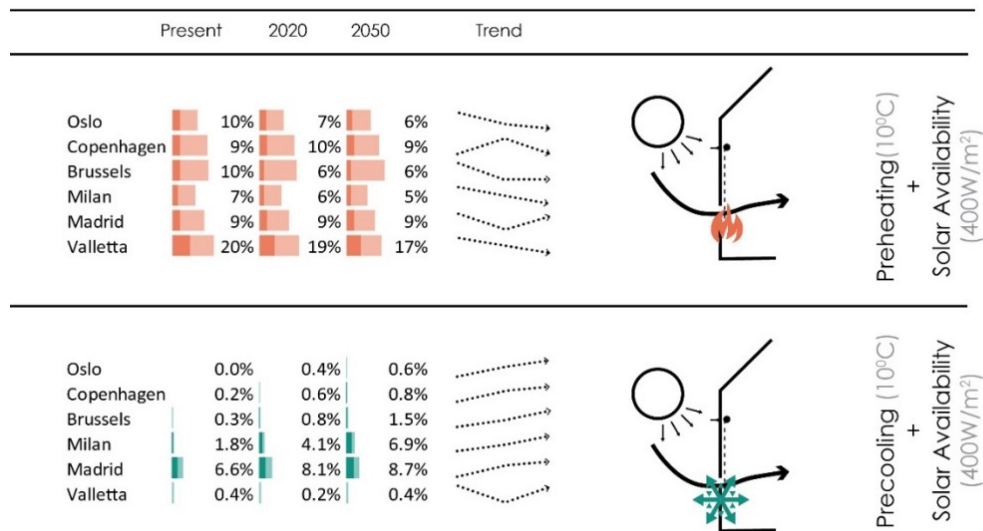 Present 2020 2050 Trend
Oslo 10% 7% 6%
Copenhagen 9% 10% 9%
Brussels 10% 6% 6%
Milan 7% 6% 5%
Madrid 9% 9% 9%
Valletta 20% 19% 17%
Preheating (10⁰C)
+
Solar Availability
(400W/m²)
Oslo 0.0% 0.4% 0.6%
Copenhagen 0.2% 0.6% 0.8%
Brussels 0.3% 0.8% 1.5%
Milan 1.8% 4.1% 6.9%
Madrid 6.6% 8.1% 8.7%
Valletta 0.4% 0.2% 0.4%
Precooling (10⁰C)
+
Solar Availability
(400W/m²)